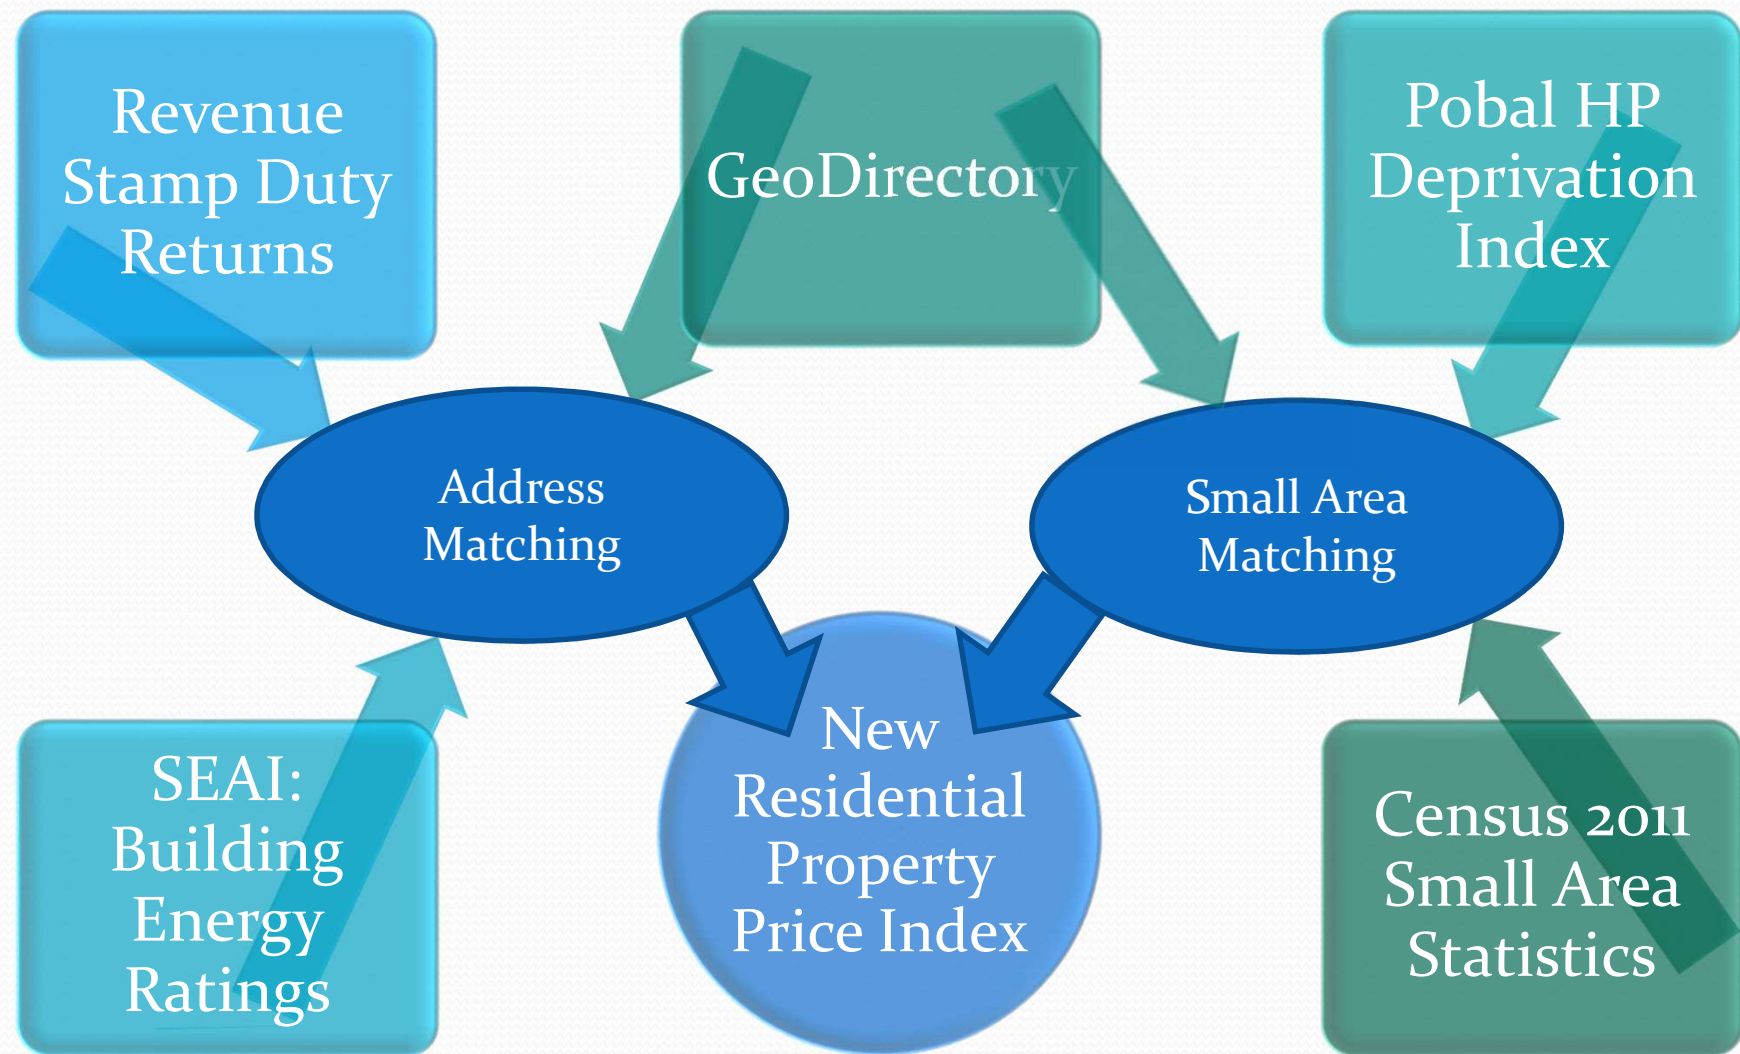 Revenue
Stamp Duty
Returns
GeoDirectory
Pobal HP
Deprivation
Index
Address
Matching
Small Area
Matching
SEAI:
Building
Energy
Ratings
New
Residential
Property
Price Index
Census 2011
Small Area
Statistics